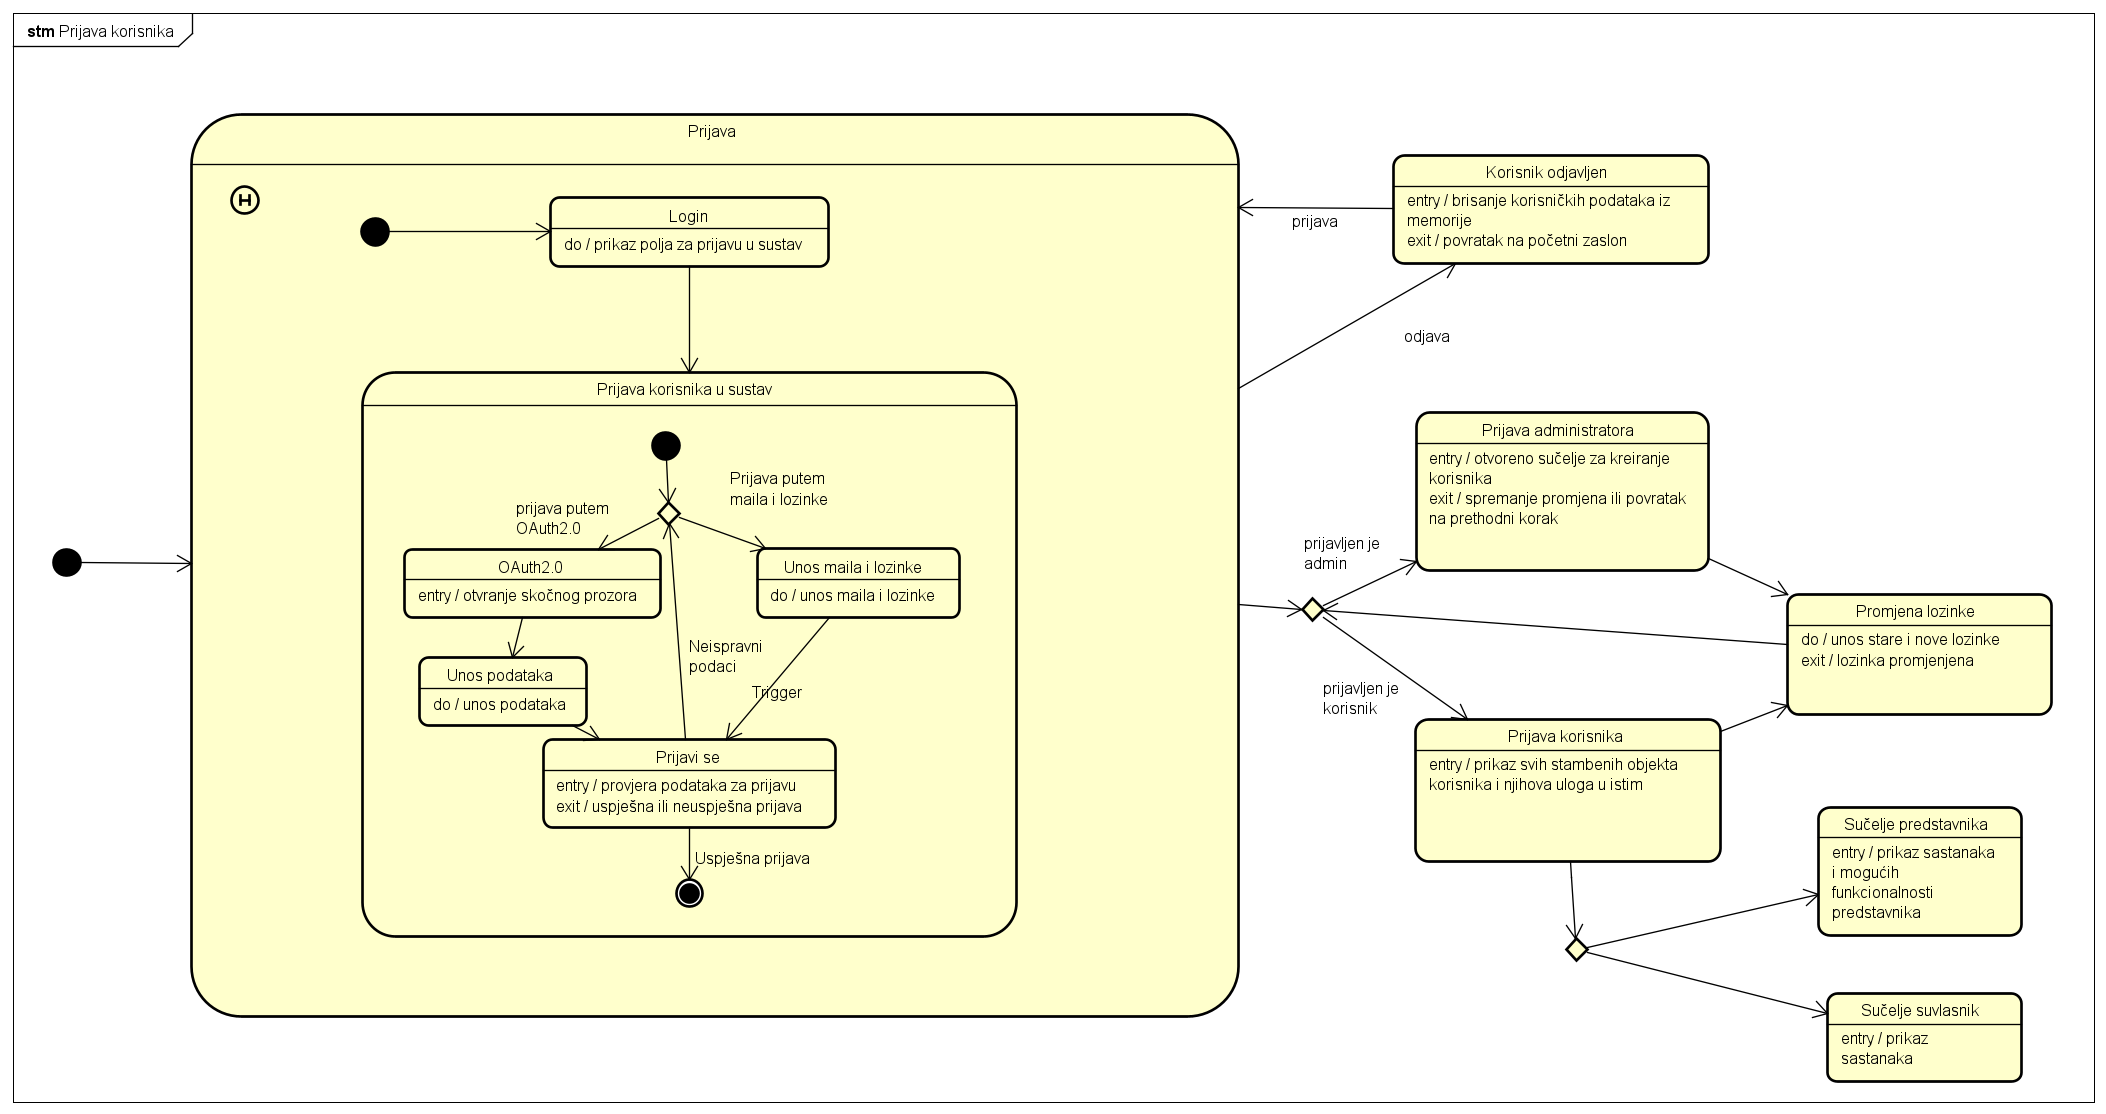 stm Prijava korisnika
Prijava
H
Login
do / prikaz polja za prijavu u sustav
Prijava korisnika u sustav
Prijava putem
maila i lozinke
prijava putem
OAuth2.0
OAuth2.0
entry / otvranje skočnog prozora
Unos maila i lozinke
do / unos maila i lozinke
Neispravni
podaci
Unos podataka
do / unos podataka
Trigger
Prijavi se
entry / provjera podataka za prijavu
exit / uspješna ili neuspješna prijava
Uspješna prijava
Korisnik odjavljen
entry / brisanje korisničkih podataka iz
memorije
exit / povratak na početni zaslon
prijava
odjava
Prijava administratora
entry / otvoreno sučelje za kreiranje
korisnika
exit / spremanje promjena ili povratak
na prethodni korak
prijavljen je
admin
Promjena lozinke
do / unos stare i nove lozinke
exit / lozinka promjenjena
prijavljen je
korisnik
Prijava korisnika
entry / prikaz svih stambenih objekta
korisnika i njihova uloga u istim
Sučelje predstavnika
entry / prikaz sastanaka
i mogućih
funkcionalnosti
predstavnika
Sučelje suvlasnik
entry / prikaz
sastanaka